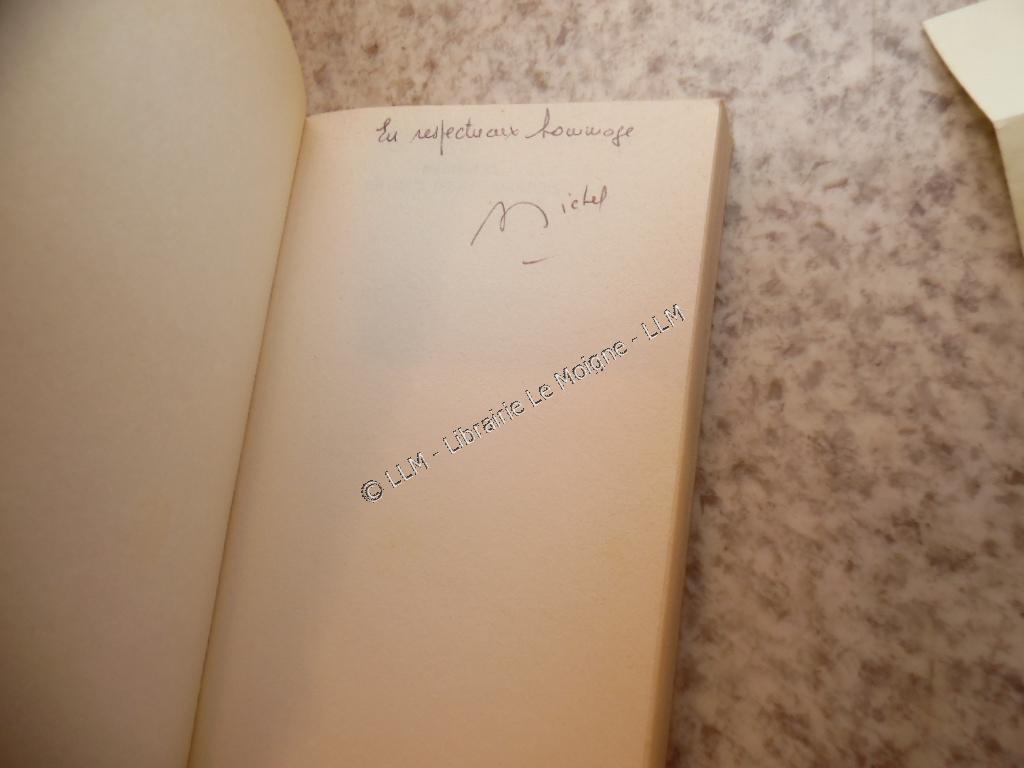 En respectueux hommage
Michel
© LLM - Librairie Le Moigne - LLM